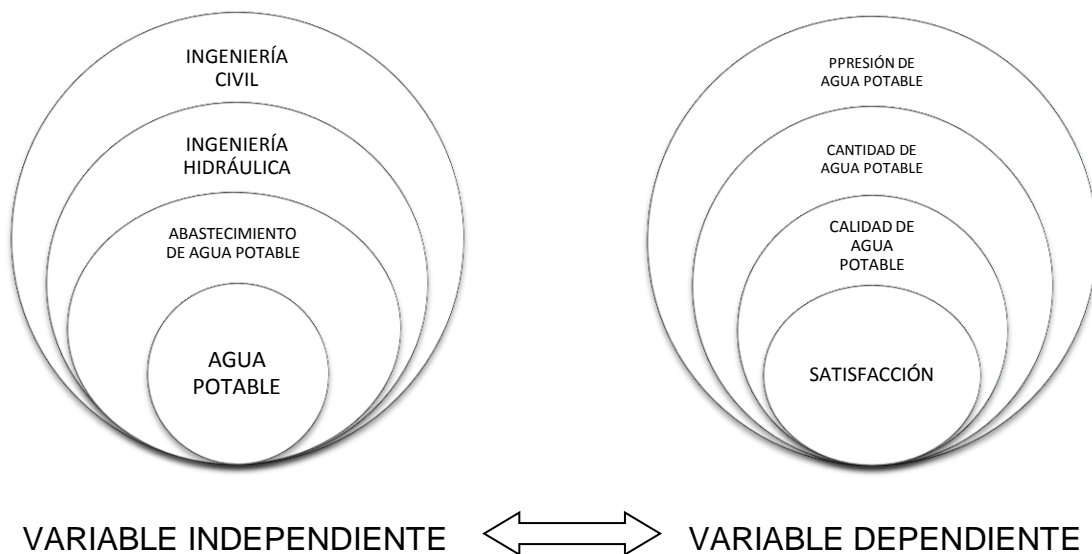 INGENIERÍA
CIVIL
INGENIERÍA
HIDRÁULICA
ABASTECIMIENTO
DE AGUA POTABLE
AGUA
POTABLE
PPRESIÓN DE
AGUA POTABLE
CANTIDAD DE
AGUA POTABLE
CALIDAD DE
AGUA
POTABLE
SATISFACCIÓN
VARIABLE INDEPENDIENTE
VARIABLE DEPENDIENTE